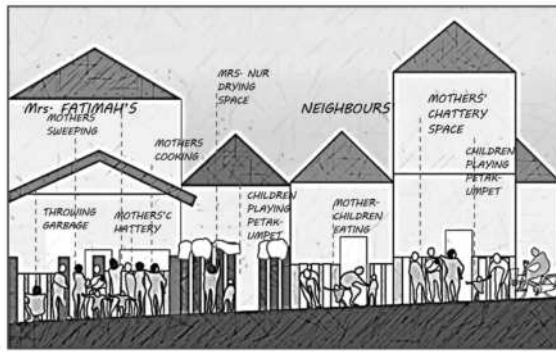 Mrs. FATIMAH'S
MOTHERS
SWEEPING
THROWING
GARBAGE
MOTHERS'C
HATTERY
MOTHERS
COOKING
MRS. NUR
DRYING
SPACE
CHILDREN
PLAYING
PETAK-
UMPET
NEIGHBOURS
MOTHER-
CHILDREN
EATING
MOTHERS'
CHATTERY
SPACE
CHILDREN
PLAYING
PETAK-
UMPET